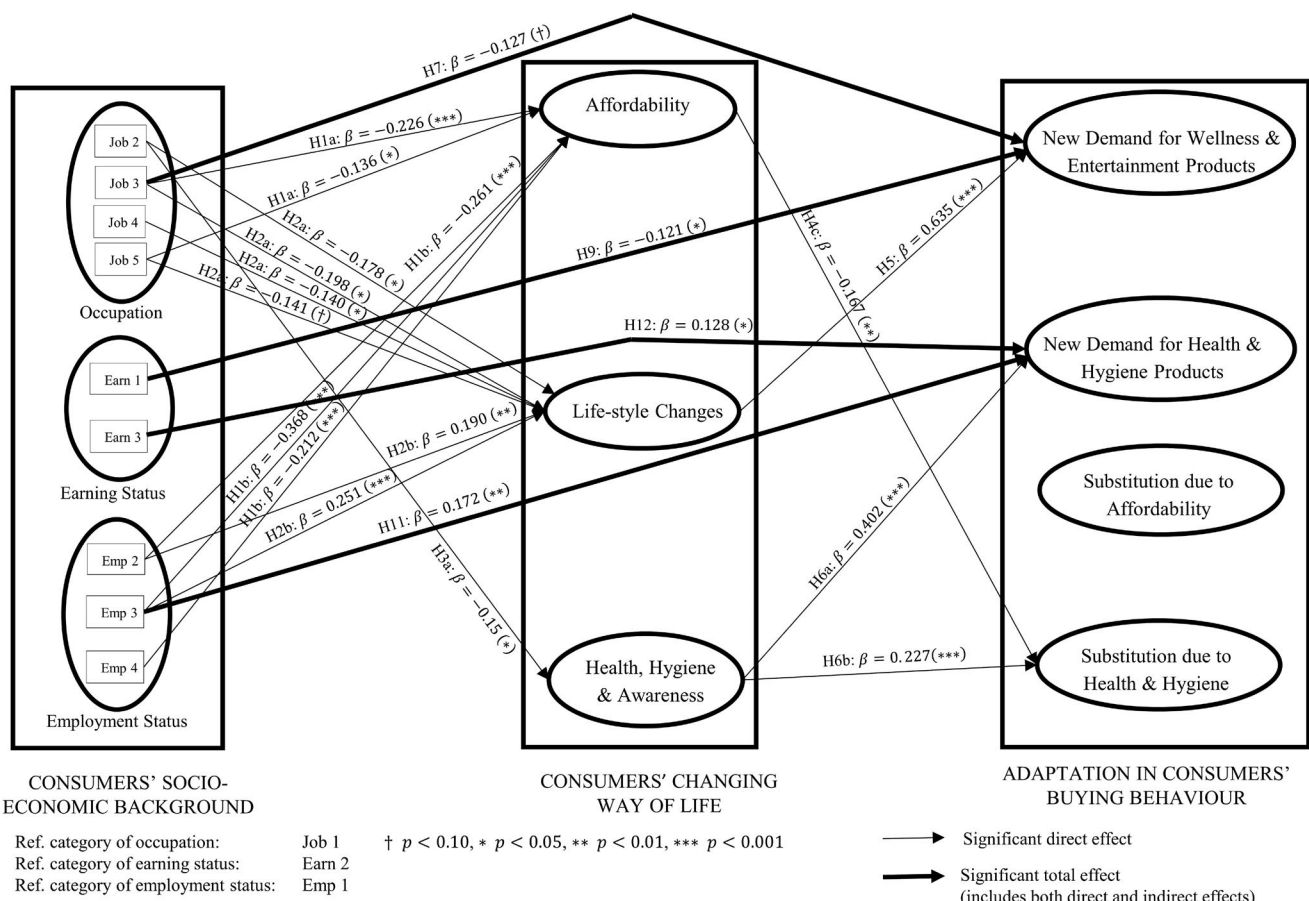 H7: β = −0.127 (†)
Job 2
Job 3
Job 4
Job 5
Occupation
Earn 1
Earn 3
Earning Status
Emp 2
Emp 3
Emp 4
Employment Status
H1a: β = −0.226 (∗∗∗)
H1a: β = −0.136 (∗)
H2a: β = −0.178 (∗)
H2a: β = −0.198 (∗)
H2a: β = −0.140 (∗)
H2a: β = −0.141 (†)
H1b: β = −0.261 (∗∗∗)
H1b: β = −0.368 (∗∗)
H1b: β = −0.212 (∗∗∗)
H2b: β = 0.190 (∗∗)
H2b: β = 0.251 (∗∗∗)
H3a: β = −0.15 (∗)
H9: β = −0.121 (∗)
H12: β = 0.128 (∗)
H11: β = 0.172 (∗∗)
Affordability
Life-style Changes
Health, Hygiene
& Awareness
H4c: β = −0.167 (∗∗)
H5: β = 0.635 (∗∗∗)
H6a: β = 0.402 (∗∗∗)
H6b: β = 0.227(∗∗∗)
New Demand for Wellness &
Entertainment Products
New Demand for Health &
Hygiene Products
Substitution due to
Affordability
Substitution due to
Health & Hygiene
CONSUMERS’ SOCIO-
ECONOMIC BACKGROUND
CONSUMERS’ CHANGING
WAY OF LIFE
ADAPTATION IN CONSUMERS’
BUYING BEHAVIOUR
Ref. category of occupation: Job 1
Ref. category of earning status: Earn 2
Ref. category of employment status: Emp 1
† p < 0.10, ∗ p < 0.05, ∗∗ p < 0.01, ∗∗∗ p < 0.001
Significant direct effect
Significant total effect
(includes both direct and indirect effects)